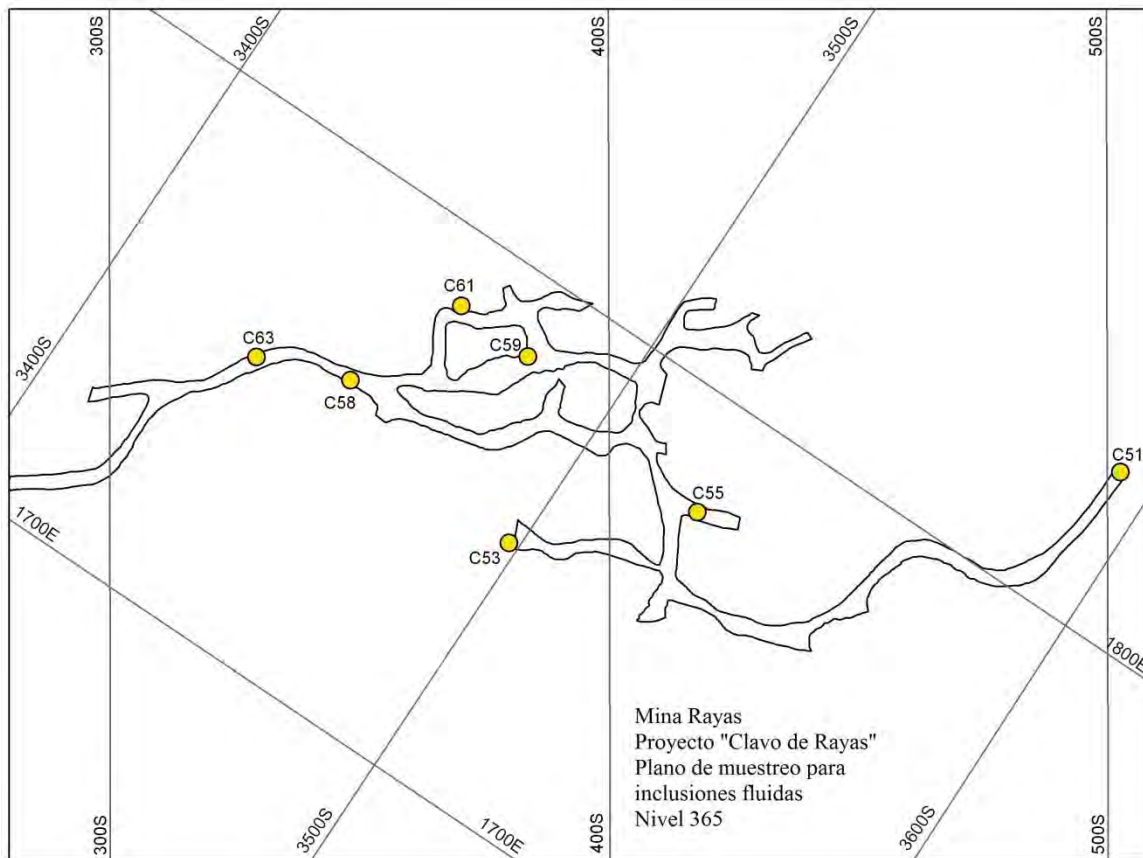 300S
3400S
400S
3500S
500S
C61
C63
C59
3400S
C58
C51
C55
1700E
C53
1800E
Mina Rayas
Proyecto "Clavo de Rayas"
Plano de muestreo para
inclusiones fluidas
Nivel 365
300S
3500S
1700E
400S
3600S
500S